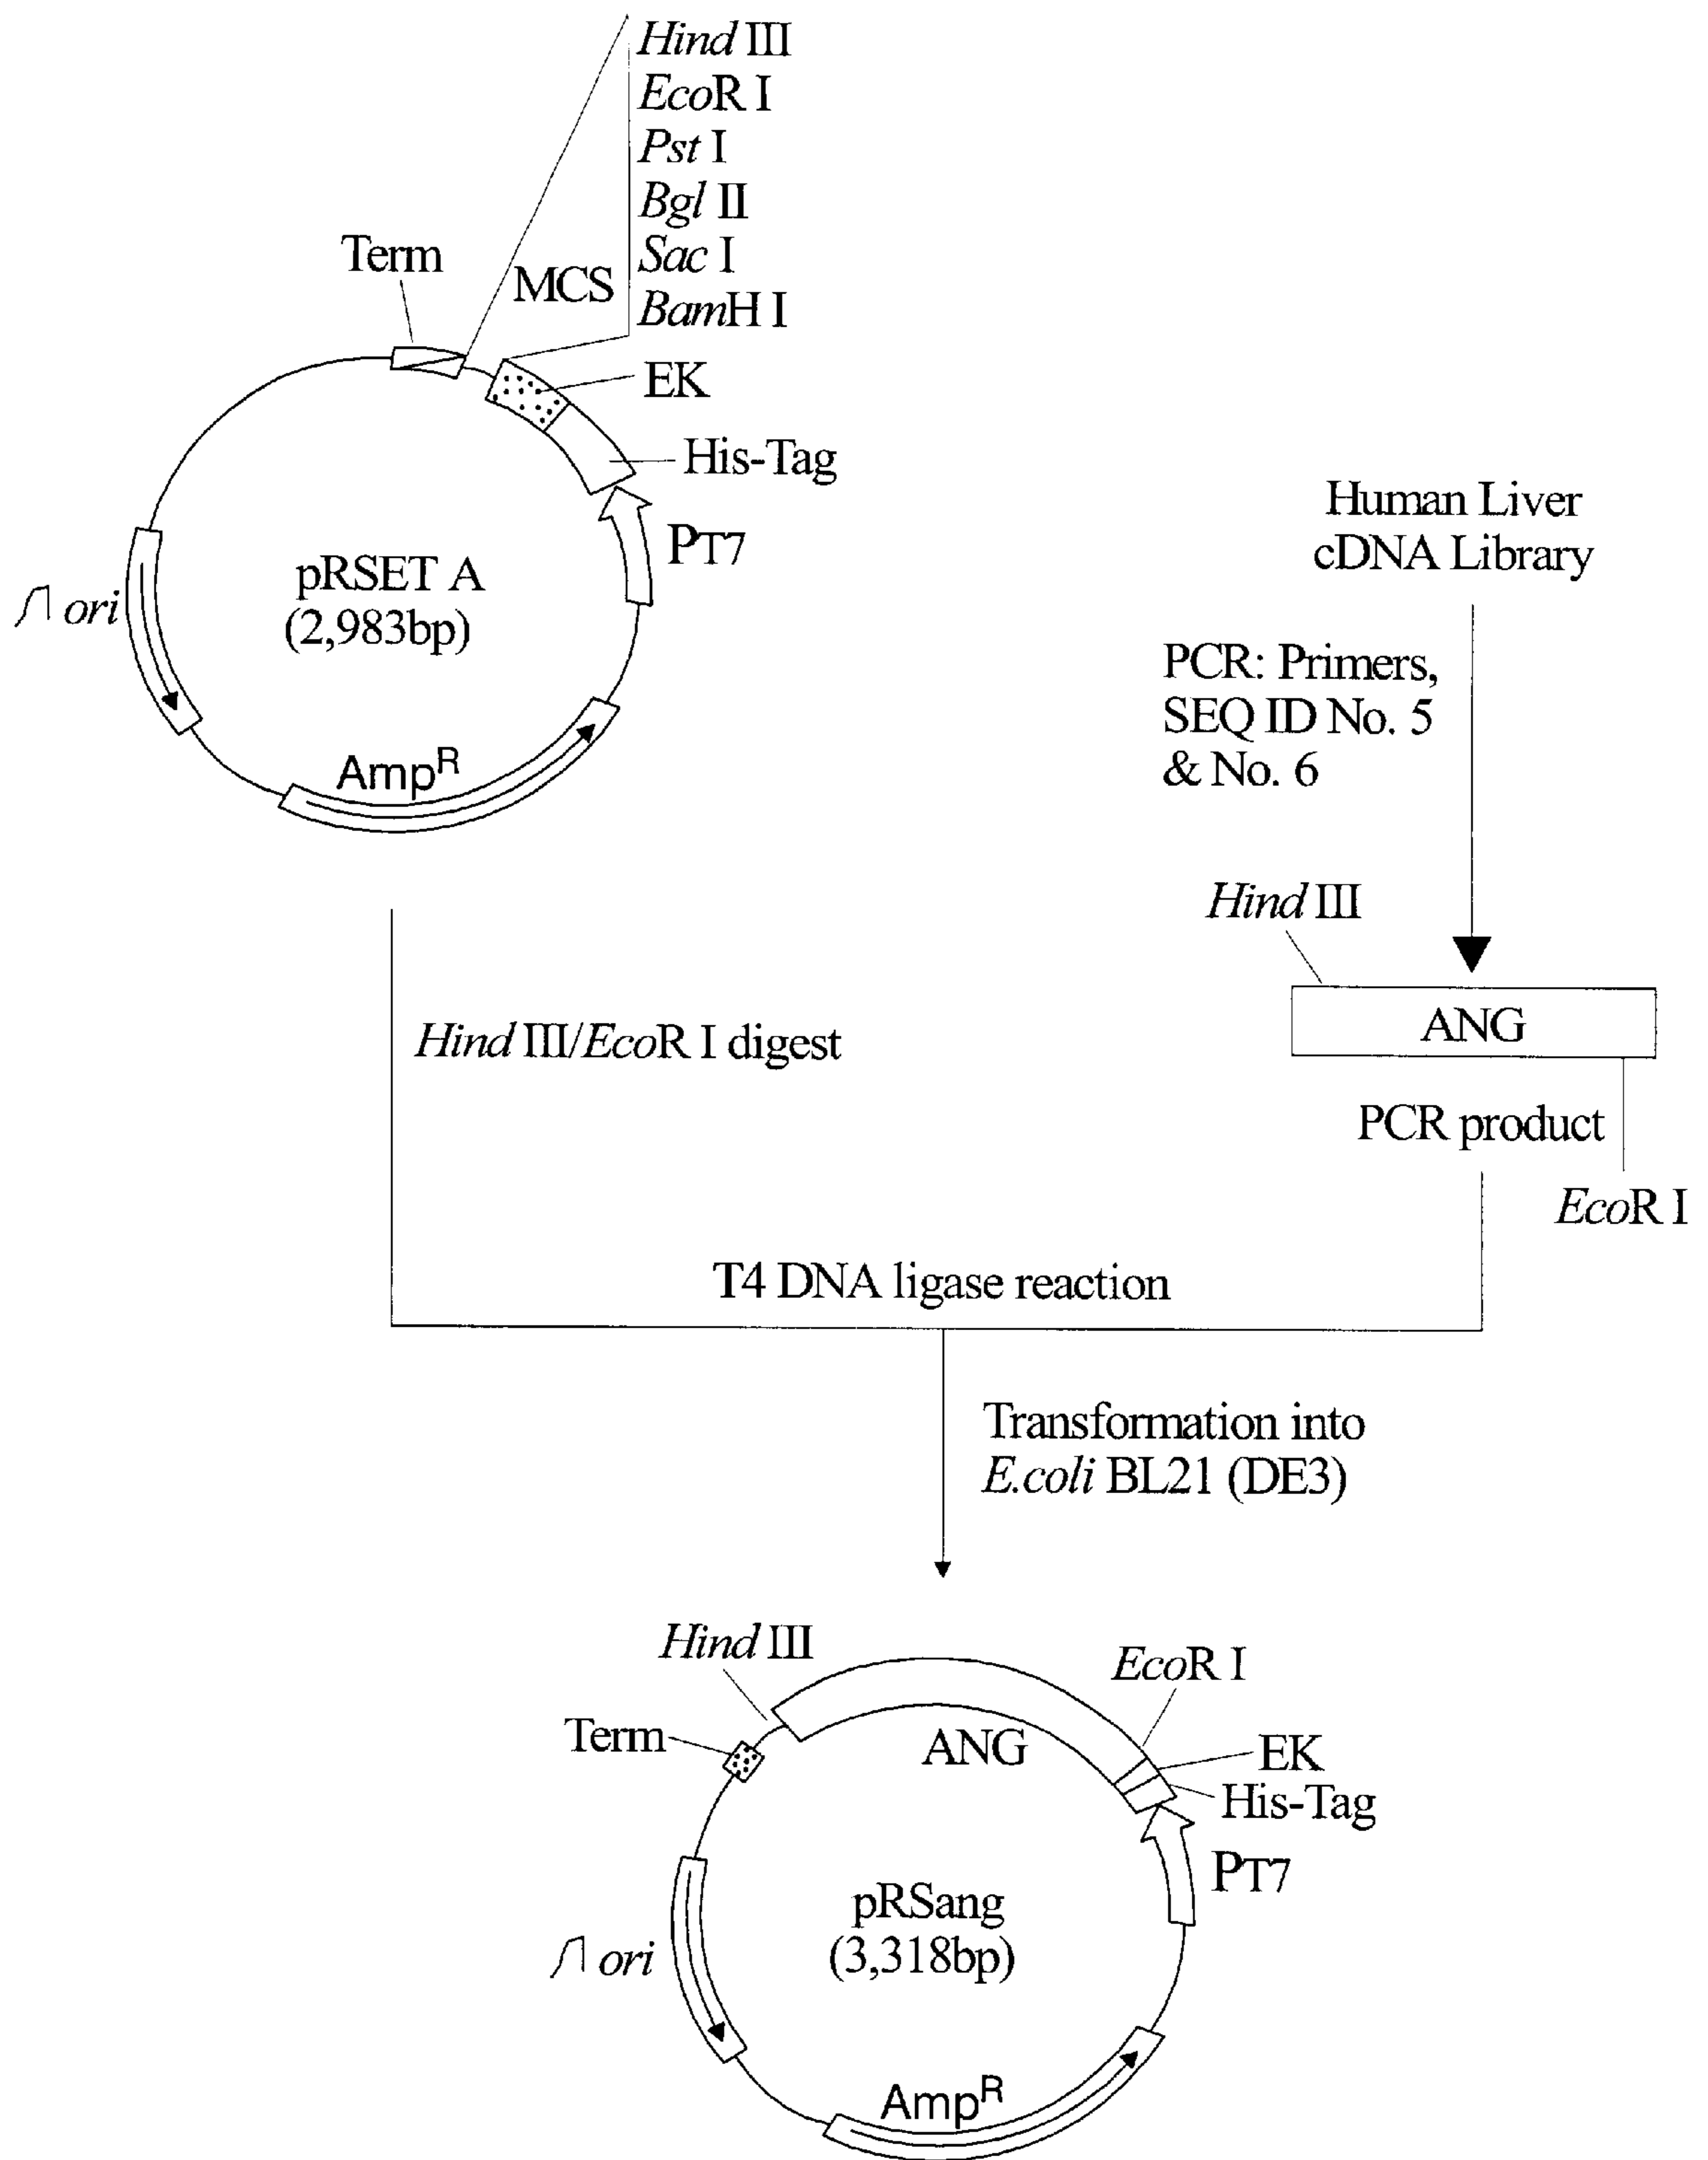 Hind III
EcoR I
Pst I
Bgl II
Sac I
BamH I
Term
MCS
EK
His-Tag
PT7
pRSET A
(2,983bp)
f1 ori
AmpR
Human Liver
cDNA Library
PCR: Primers,
SEQ ID No. 5
& No. 6
Hind III
ANG
PCR product
EcoR I
Hind III/EcoR I digest
T4 DNA ligase reaction
Transformation into
E.coli BL21 (DE3)
Hind III
EcoR I
Term
ANG
EK
His-Tag
PT7
pRSang
(3,318bp)
f1 ori
AmpR